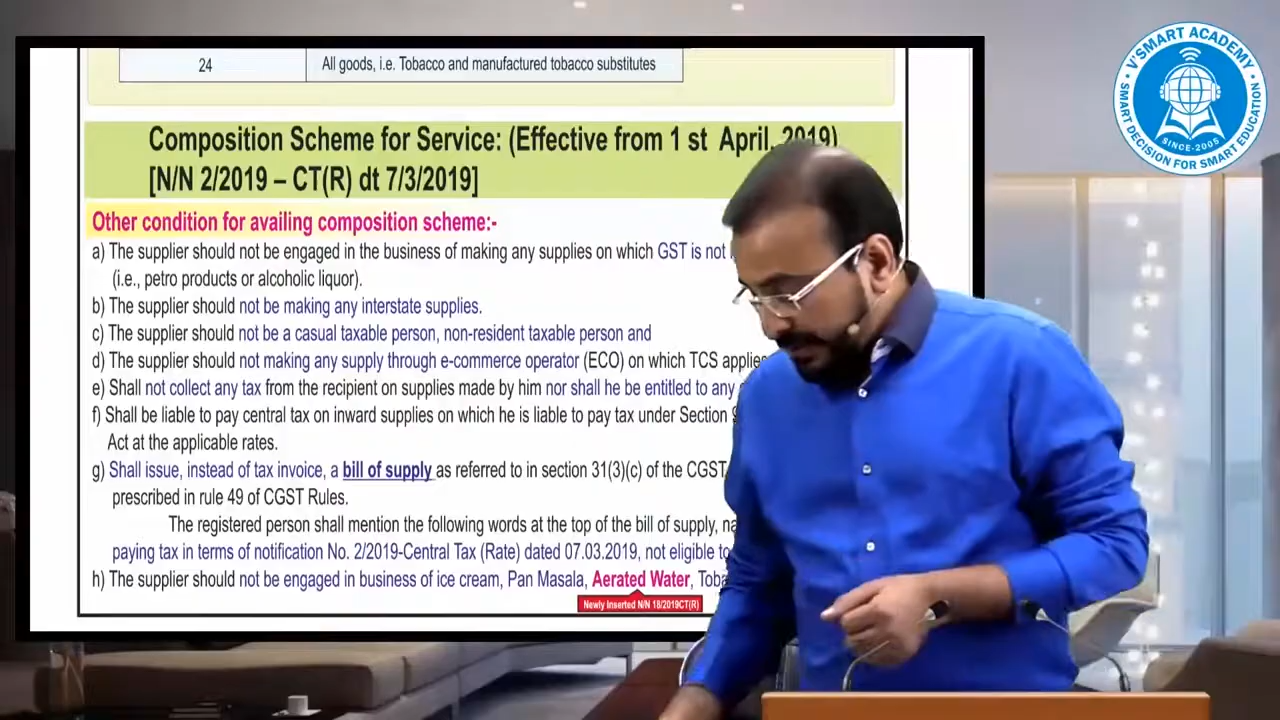 24
All goods, i.e. Tobacco and manufactured tobacco substitutes
Composition Scheme for Service: (Effective from 1 st April, 2019)
[N/N 2/2019 – CT(R) dt 7/3/2019]
Other condition for availing composition scheme:-
a) The supplier should not be engaged in the business of making any supplies on which GST is not
(i.e., petro products or alcoholic liquor).
b) The supplier should not be making any interstate supplies.
c) The supplier should not be a casual taxable person, non-resident taxable person and
d) The supplier should not making any supply through e-commerce operator (ECO) on which TCS applies
e) Shall not collect any tax from the recipient on supplies made by him nor shall he be entitled to any
f) Shall be liable to pay central tax on inward supplies on which he is liable to pay tax under Section
Act at the applicable rates.
g) Shall issue, instead of tax invoice, a bill of supply as referred to in section 31(3)(c) of the CGST
prescribed in rule 49 of CGST Rules.
The registered person shall mention the following words at the top of the bill of supply,
paying tax in terms of notification No. 2/2019-Central Tax (Rate) dated 07.03.2019, not eligible to
h) The supplier should not be engaged in business of ice cream, Pan Masala, Aerated Water,
Newly Inserted N/N 18/2019CT(R)
V'SMART ACADEMY
SMART DECISION FOR SMART EDUCATION
SINCE-2005